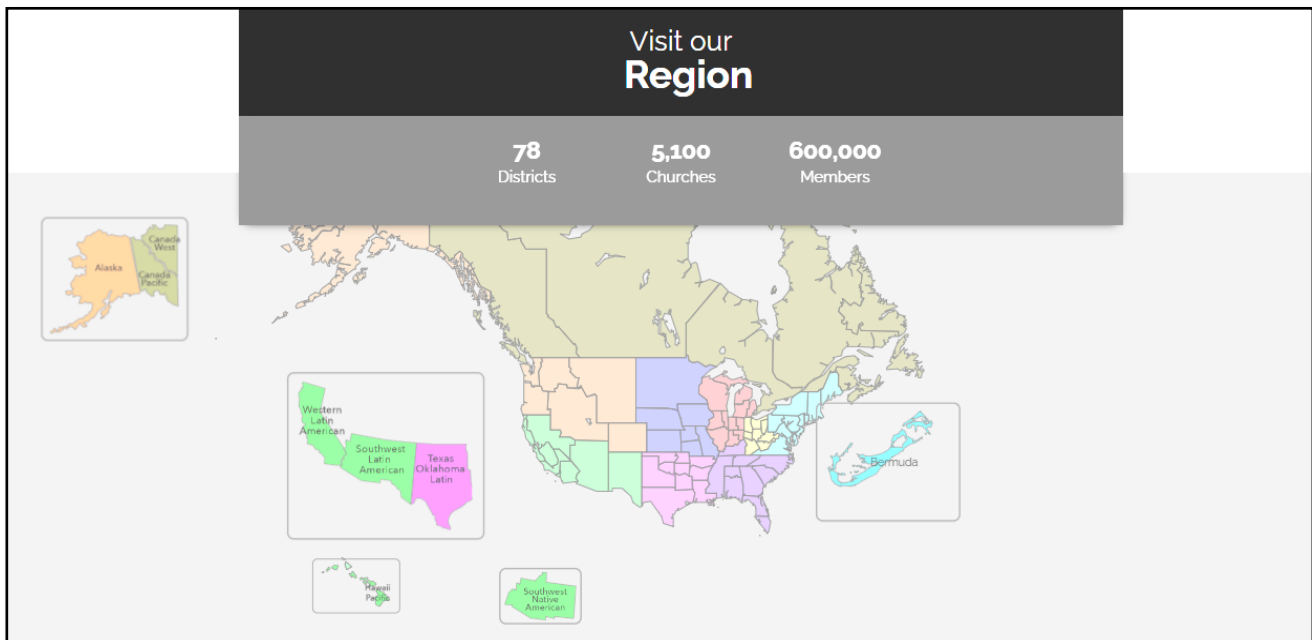 Visit our
Region
78
Districts
5,100
Churches
600,000
Members
Canada
West
Alaska
Canada
Pacific
Western
Latin
American
Southwest
Latin
American
Texas
Oklahoma
Latin
Bermuda
Hawaii
Pacific
Southwest
Native
American